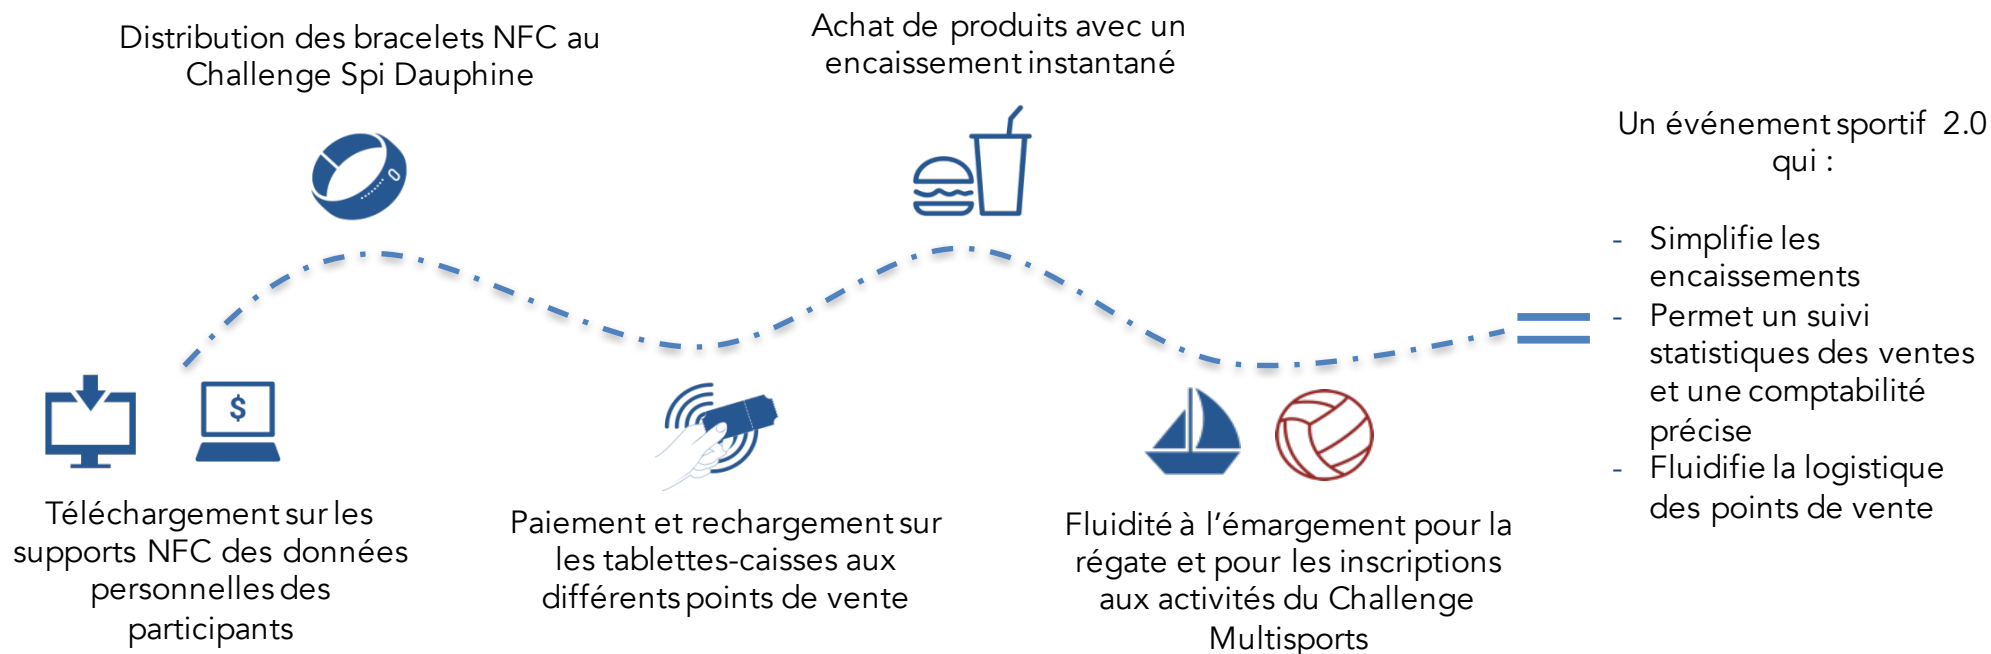 Distribution des bracelets NFC au
Challenge Spi Dauphine
Achat de produits avec un
encaissement instantané
$
Téléchargement sur les
supports NFC des données
personnelles des
participants
Paiement et rechargement sur
les tablettes-caisses aux
différents points de vente
Fluidité à l’émargement pour la
régate et pour les inscriptions
aux activités du Challenge
Multisports
Un événement sportif 2.0
qui :
- Simplifie les
encaissements
- Permet un suivi
statistiques des ventes
et une comptabilité
précise
- Fluidifie la logistique
des points de vente